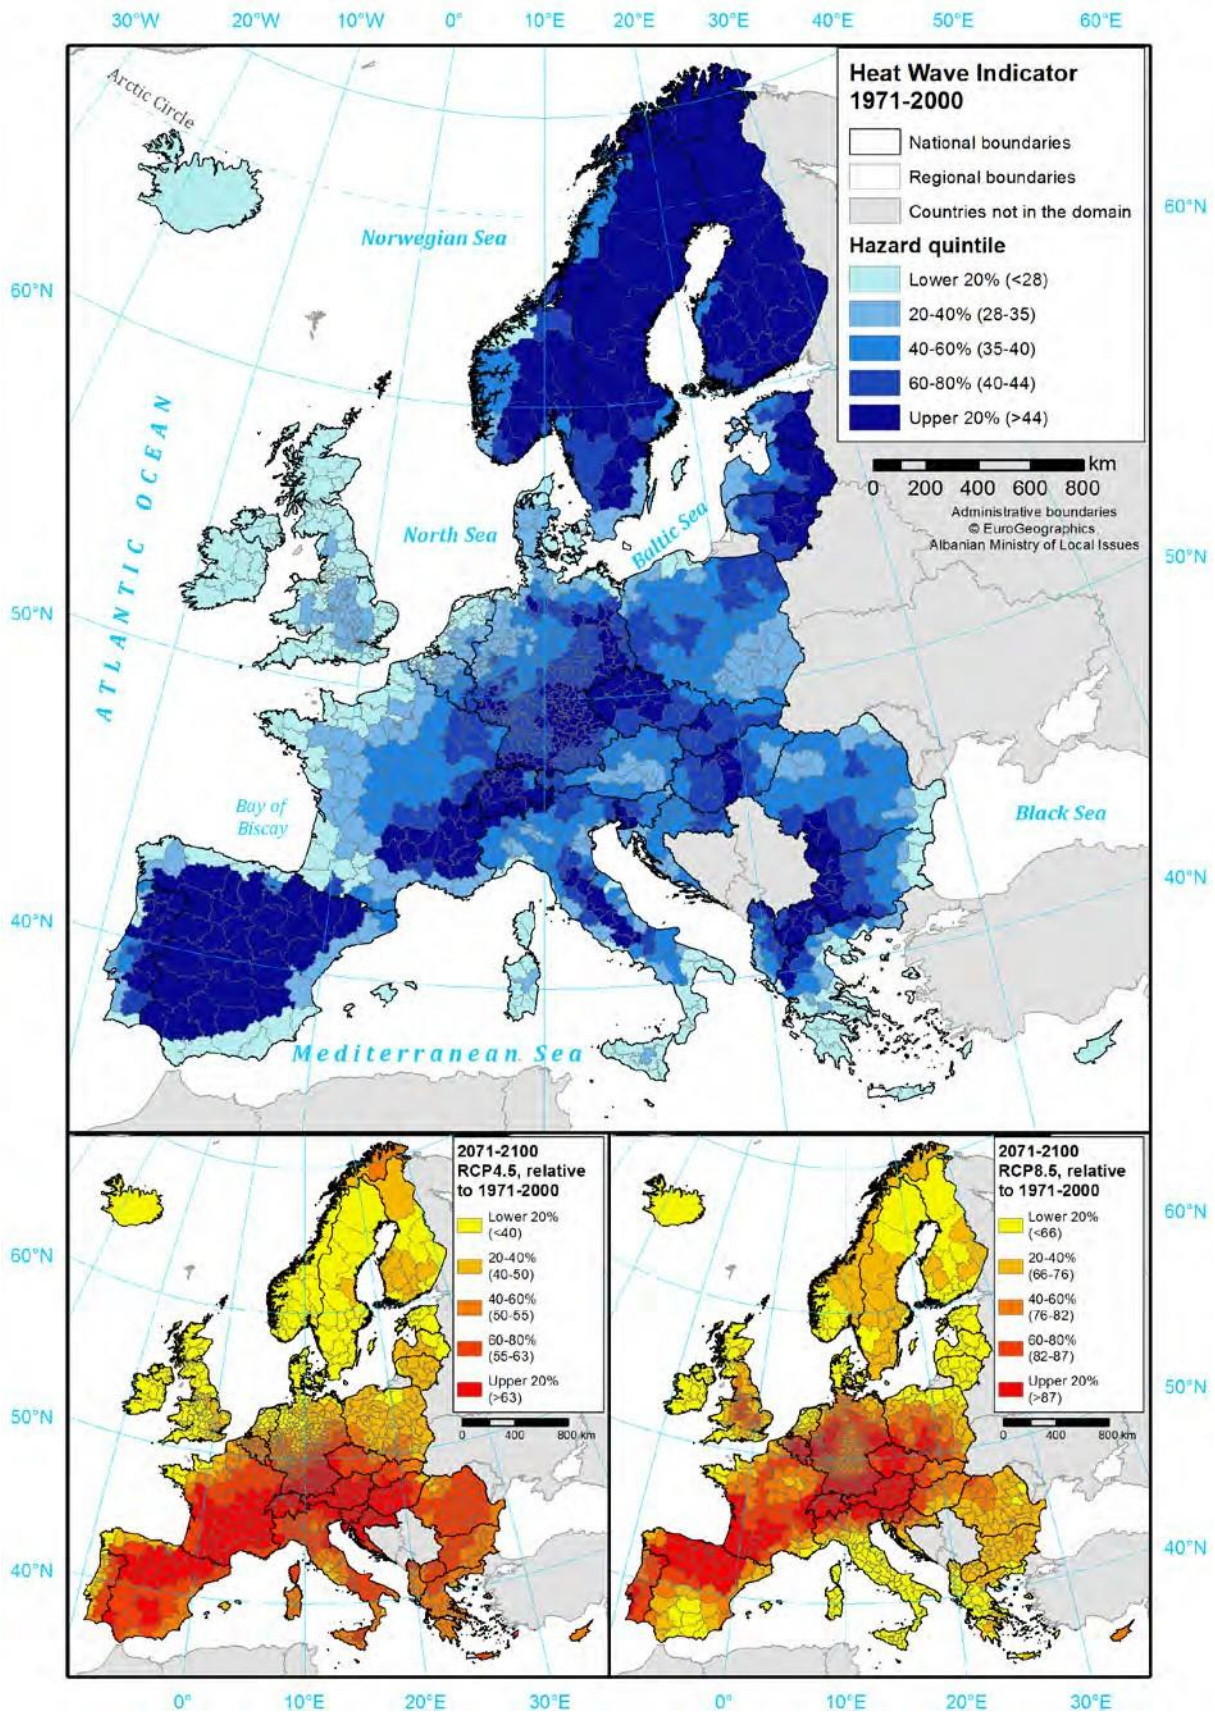 30°W 20°W 10°W 0° 10°E 20°E 30°E 40°E 50°E 60°E
Arctic Circle
Heat Wave Indicator
1971-2000
National boundaries
Regional boundaries
Countries not in the domain
Hazard quintile
Lower 20% (<28)
20-40% (28-35)
40-60% (35-40)
60-80% (40-44)
Upper 20% (>44)
km
0 200 400 600 800
Administrative boundaries
© EuroGeographics
Albanian Ministry of Local Issues
60°N
50°N
40°N
60°N
50°N
40°N
Norwegian Sea
ATLANTIC OCEAN
North Sea
Baltic Sea
Bay of
Biscay
Black Sea
Mediterranean Sea
2071-2100
RCP4.5, relative
to 1971-2000
Lower 20%
(<40)
20-40%
(40-50)
40-60%
(50-55)
60-80%
(55-63)
Upper 20%
(>63)
0 400 800 km
2071-2100
RCP8.5, relative
to 1971-2000
Lower 20%
(<66)
20-40%
(66-76)
40-60%
(76-82)
60-80%
(82-87)
Upper 20%
(>87)
0 400 800 km
60°N
50°N
40°N
60°N
50°N
40°N
0° 10°E 20°E 30°E 0° 10°E 20°E 30°E